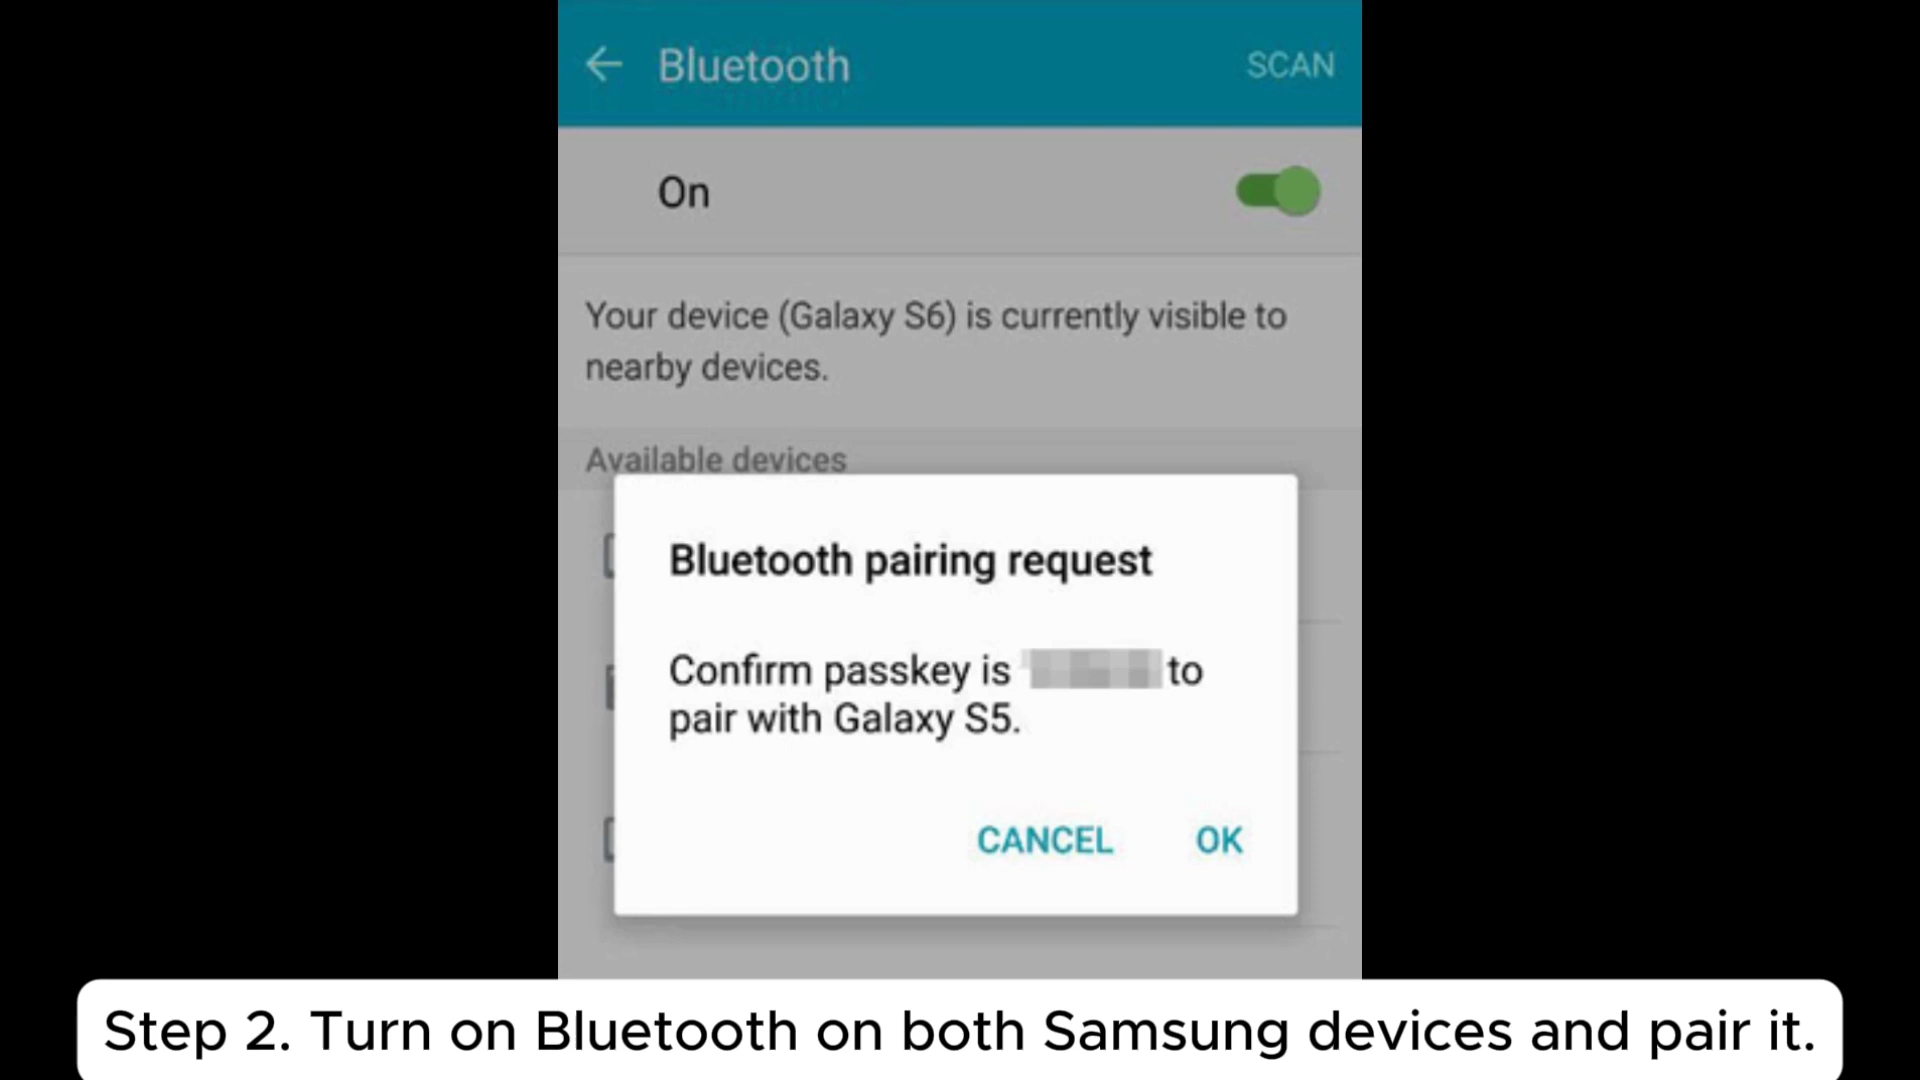 Bluetooth SCAN
On
Your device (Galaxy S6) is currently visible to
nearby devices.
Available devices
Bluetooth pairing request
Confirm passkey is to
pair with Galaxy S5.
CANCEL OK
Step 2. Turn on Bluetooth on both Samsung devices and pair it.